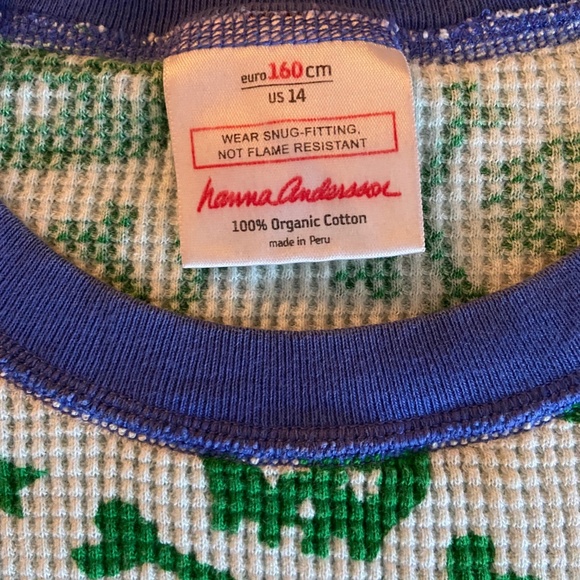 euro 160 cm
US 14
WEAR SNUG-FITTING,
NOT FLAME RESISTANT
hanna Andersson
100% Organic Cotton
made in Peru